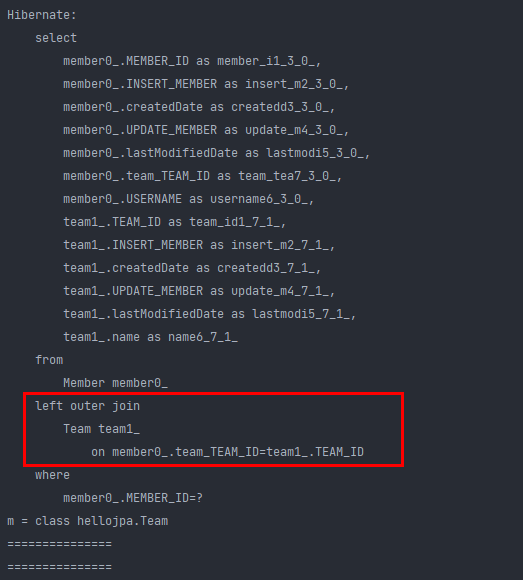 Hibernate:
select
member0_.MEMBER_ID as member_i1_3_0_,
member0_.INSERT_MEMBER as insert_m2_3_0_,
member0_.createdDate as createdd3_3_0_,
member0_.UPDATE_MEMBER as update_m4_3_0_,
member0_.lastModifiedDate as lastmodi5_3_0_,
member0_.team_TEAM_ID as team_tea7_3_0_,
member0_.USERNAME as username6_3_0_,
team1_.TEAM_ID as team_id1_7_1_,
team1_.INSERT_MEMBER as insert_m2_7_1_,
team1_.createdDate as createdd3_7_1_,
team1_.UPDATE_MEMBER as update_m4_7_1_,
team1_.lastModifiedDate as lastmodi5_7_1_,
team1_.name as name6_7_1_
from
Member member0_
left outer join
Team team1_
on member0_.team_TEAM_ID=team1_.TEAM_ID
where
member0_.MEMBER_ID=?
m = class hellojpa.Team
===============
===============